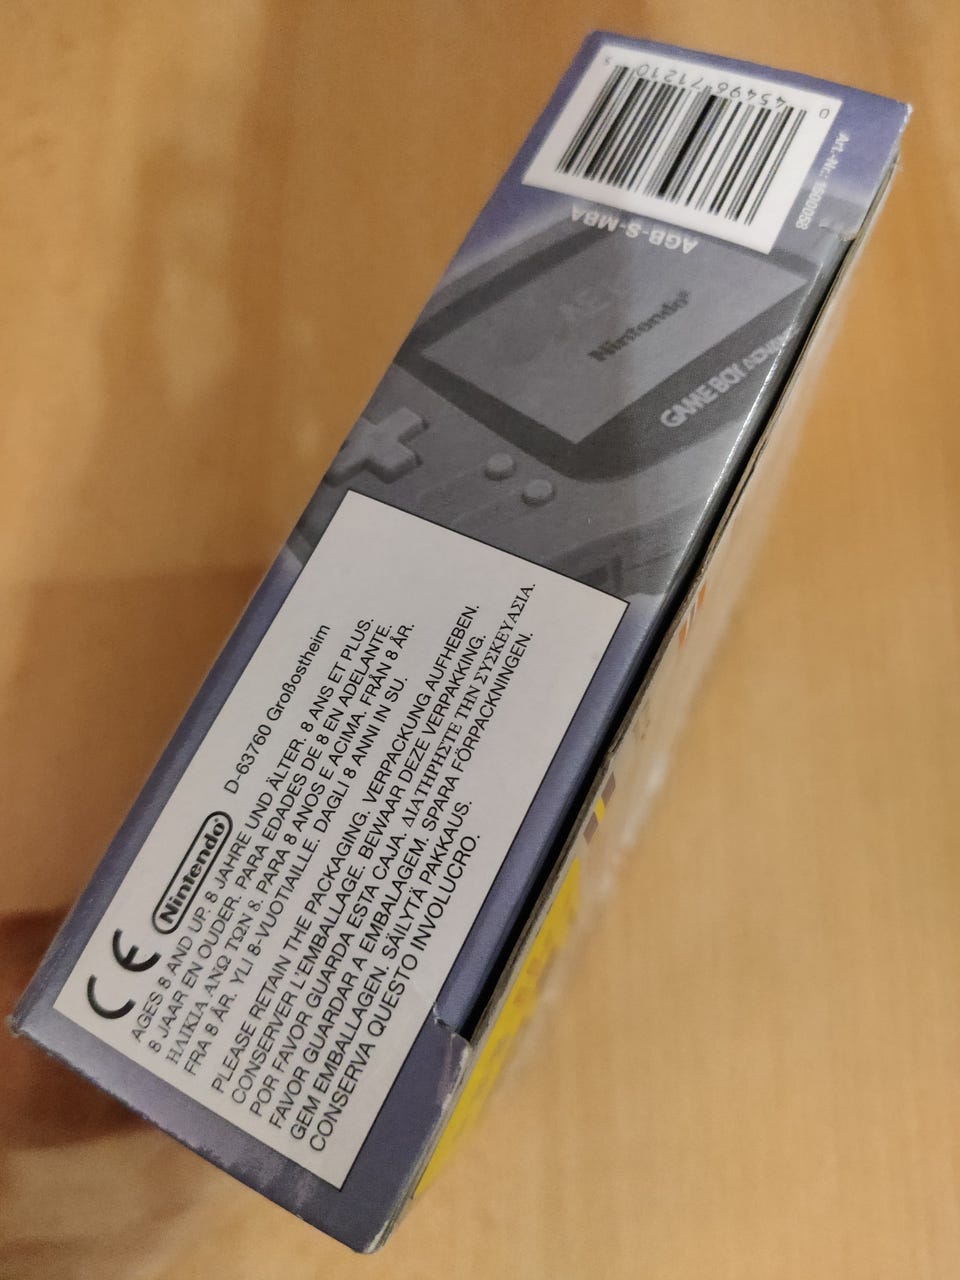 0 45496 71210 5
Art.-Nr.: 1500058
AGB-S-MBA
Nintendo®
GAME BOY ADVAN
CE Nintendo® D-63760 Großostheim
AGES 8 AND UP. 8 JAHRE UND ÄLTER. 8 ANS ET PLUS.
8 JAAR EN OUDER. PARA EDADES DE 8 EN ADELANTE.
ΗΛΙΚΙΑ ΑΝΩ ΤΩΝ 8. PARA 8 ANOS E ACIMA. FRÅN 8 ÅR.
FRA 8 ÅR. YLI 8-VUOTIAILLE. DAGLI 8 ANNI IN SU.
PLEASE RETAIN THE PACKAGING. VERPACKUNG AUFHEBEN.
CONSERVER L'EMBALLAGE. BEWAAR DEZE VERPAKKING.
POR FAVOR GUARDA ESTA CAJA. ΔΙΑΤΗΡΗΣΤΕ ΤΗΝ ΣΥΣΚΕΥΑΣΙΑ.
FAVOR GUARDAR A EMBALAGEM. SPARA FÖRPACKNINGEN.
GEM EMBALLAGEN. SÄILYTÄ PAKKAUS.
CONSERVA QUESTO INVOLUCRO.